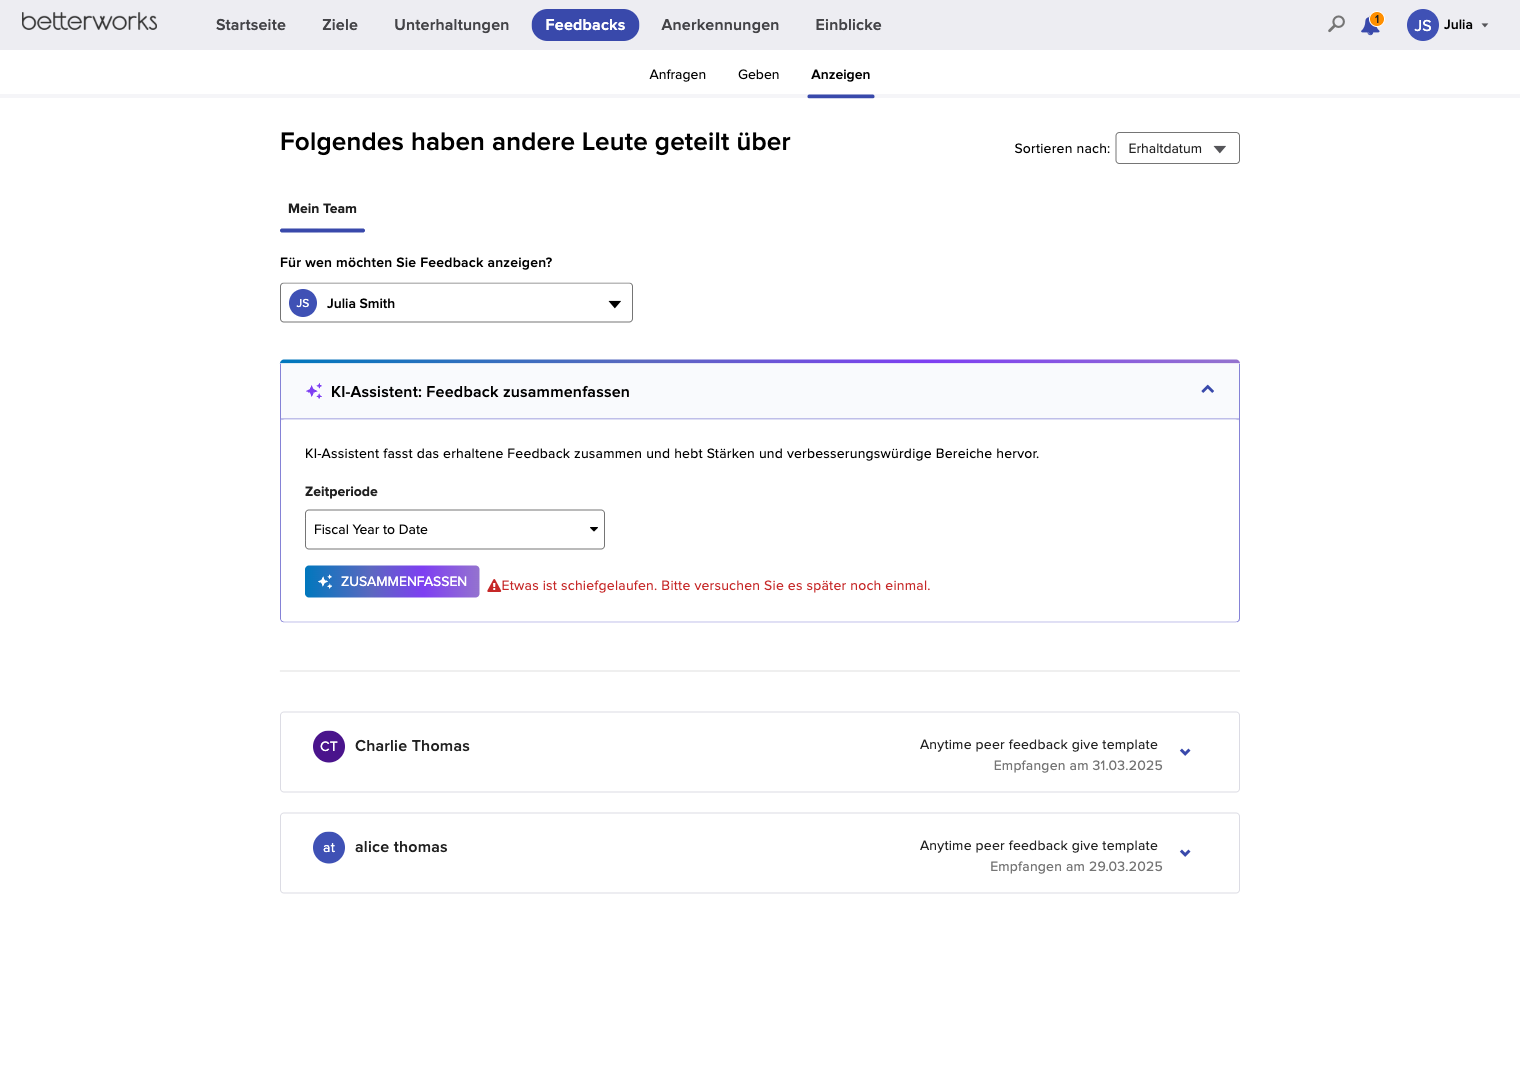 betterworks
Startseite Ziele Unterhaltungen Feedbacks Anerkennungen Einblicke
1
JS Julia
Anfragen Geben Anzeigen
Folgendes haben andere Leute geteilt über
Sortieren nach: Erhaltdatum
Mein Team
Für wen möchten Sie Feedback anzeigen?
JS Julia Smith
KI-Assistent: Feedback zusammenfassen
KI-Assistent fasst das erhaltene Feedback zusammen und hebt Stärken und verbesserungswürdige Bereiche hervor.
Zeitperiode
Fiscal Year to Date
ZUSAMMENFASSEN Etwas ist schiefgelaufen. Bitte versuchen Sie es später noch einmal.
CT Charlie Thomas Anytime peer feedback give template
Empfangen am 31.03.2025
at alice thomas Anytime peer feedback give template
Empfangen am 29.03.2025